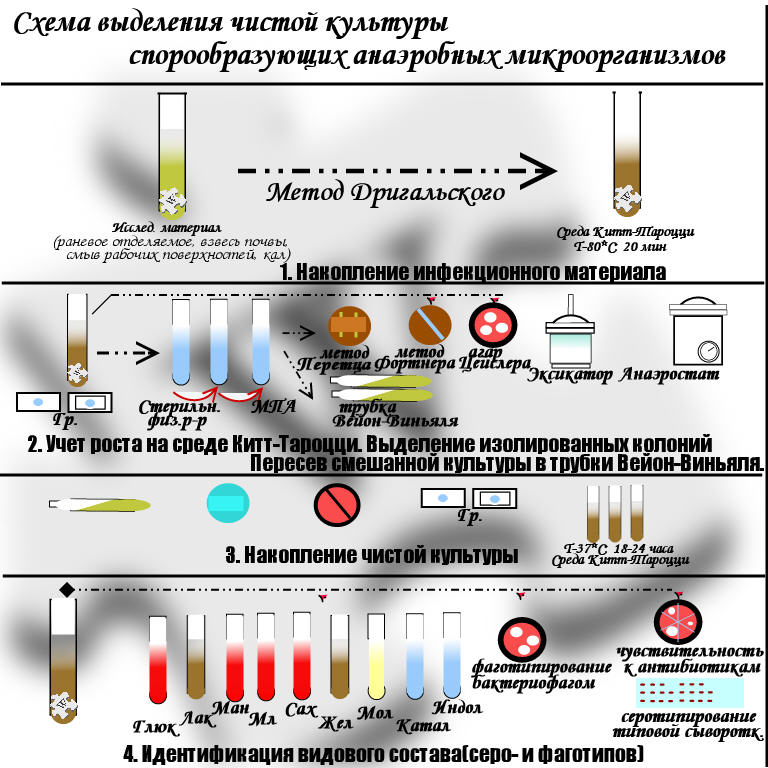 Схема выделения чистой культуры
спорообразующих анаэробных микроорганизмов
Метод Дригальского
Исслед. материал
(раневое отделяемое, взвесь почвы,
смыв рабочих поверхностей, кал)
Среда Китт-Тароцци
Т-80*С 20 мин
1. Накопление инфекционного материала
Гр.
Стерильн.
физ.р-р
МПА
метод
Перетца
метод
Фортнера
агар
Цейслера
Эксикатор
Анаэростат
трубка
Вейон-Виньяля
2. Учет роста на среде Китт-Тароцци. Выделение изолированных колоний
Пересев смешанной культуры в трубки Вейон-Виньяля.
Гр.
Т-37*С 18-24 часа
Среда Китт-Тароцци
3. Накопление чистой культуры
Глюк
Лак
Ман
Мл
Сах
Жел
Мол
Катал
Индол
фаготипирование
бактериофагом
чувствительность
к антибиотикам
серотипирование
типовой сыворотк.
4. Идентификация видового состава(серо- и фаготипов)